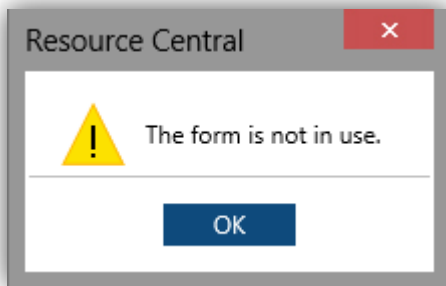 Resource Central
The form is not in use.
OK